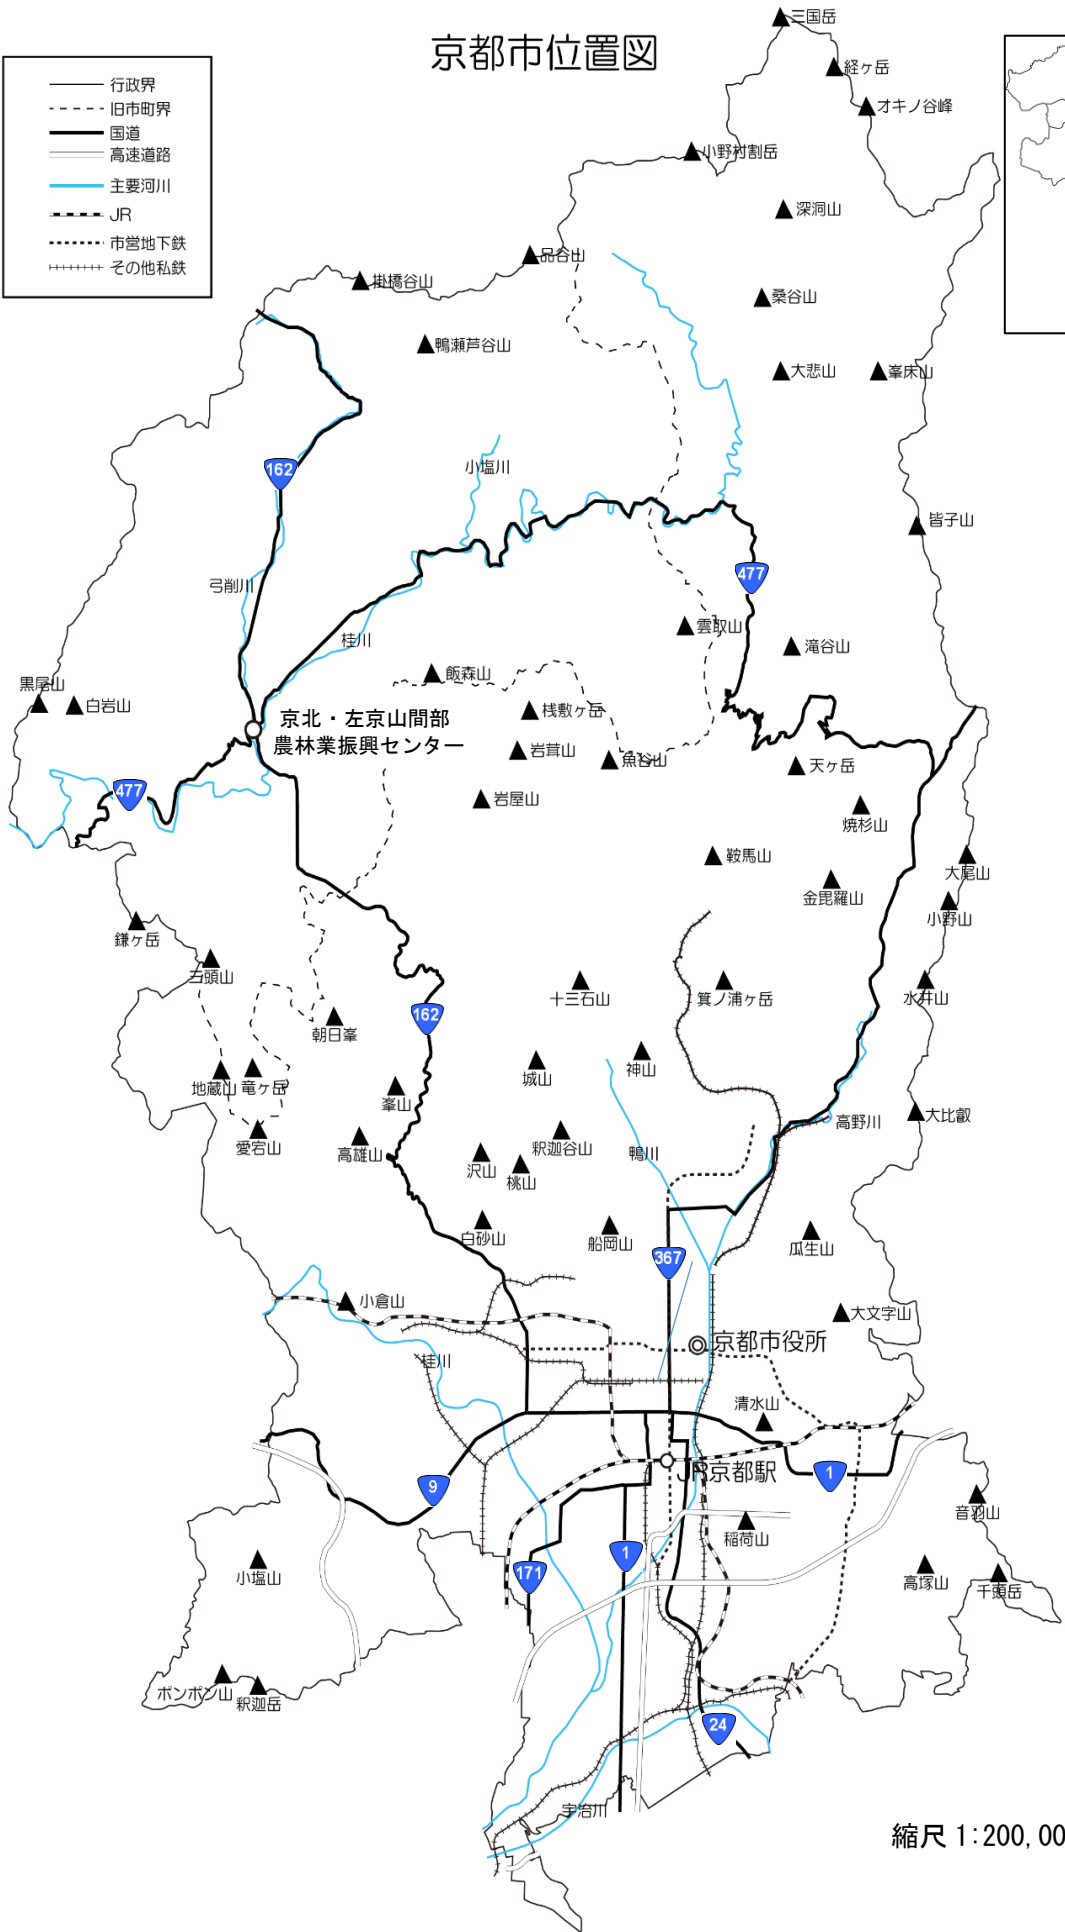 京都市位置図
行政界
旧市町界
国道
高速道路
主要河川
JR
市営地下鉄
その他私鉄
三国岳
経ヶ岳
オキノ谷峰
小野村割岳
深洞山
品谷山
掛橋谷山
桑谷山
鴨瀬芦谷山
大悲山
峯床山
162
小塩川
皆子山
477
弓削川
桂川
雲取山
滝谷山
飯森山
黒尾山
白岩山
桟敷ヶ岳
京北・左京山間部
農林業振興センター
岩茸山
魚谷山
天ヶ岳
477
岩屋山
焼杉山
鞍馬山
大尾山
金毘羅山
小野山
鎌ヶ岳
三頭山
十三石山
箕ノ浦ヶ岳
水井山
162
朝日峯
神山
城山
地蔵山
竜ヶ岳
峯山
大比叡
高野川
愛宕山
高雄山
釈迦谷山
鴨川
沢山
桃山
白砂山
船岡山
瓜生山
367
小倉山
大文字山
京都市役所
桂川
清水山
JR京都駅
1
9
音羽山
稲荷山
1
171
小塩山
高塚山
千頭岳
ポンポン山
釈迦岳
24
宇治川
縮尺 1:200,00